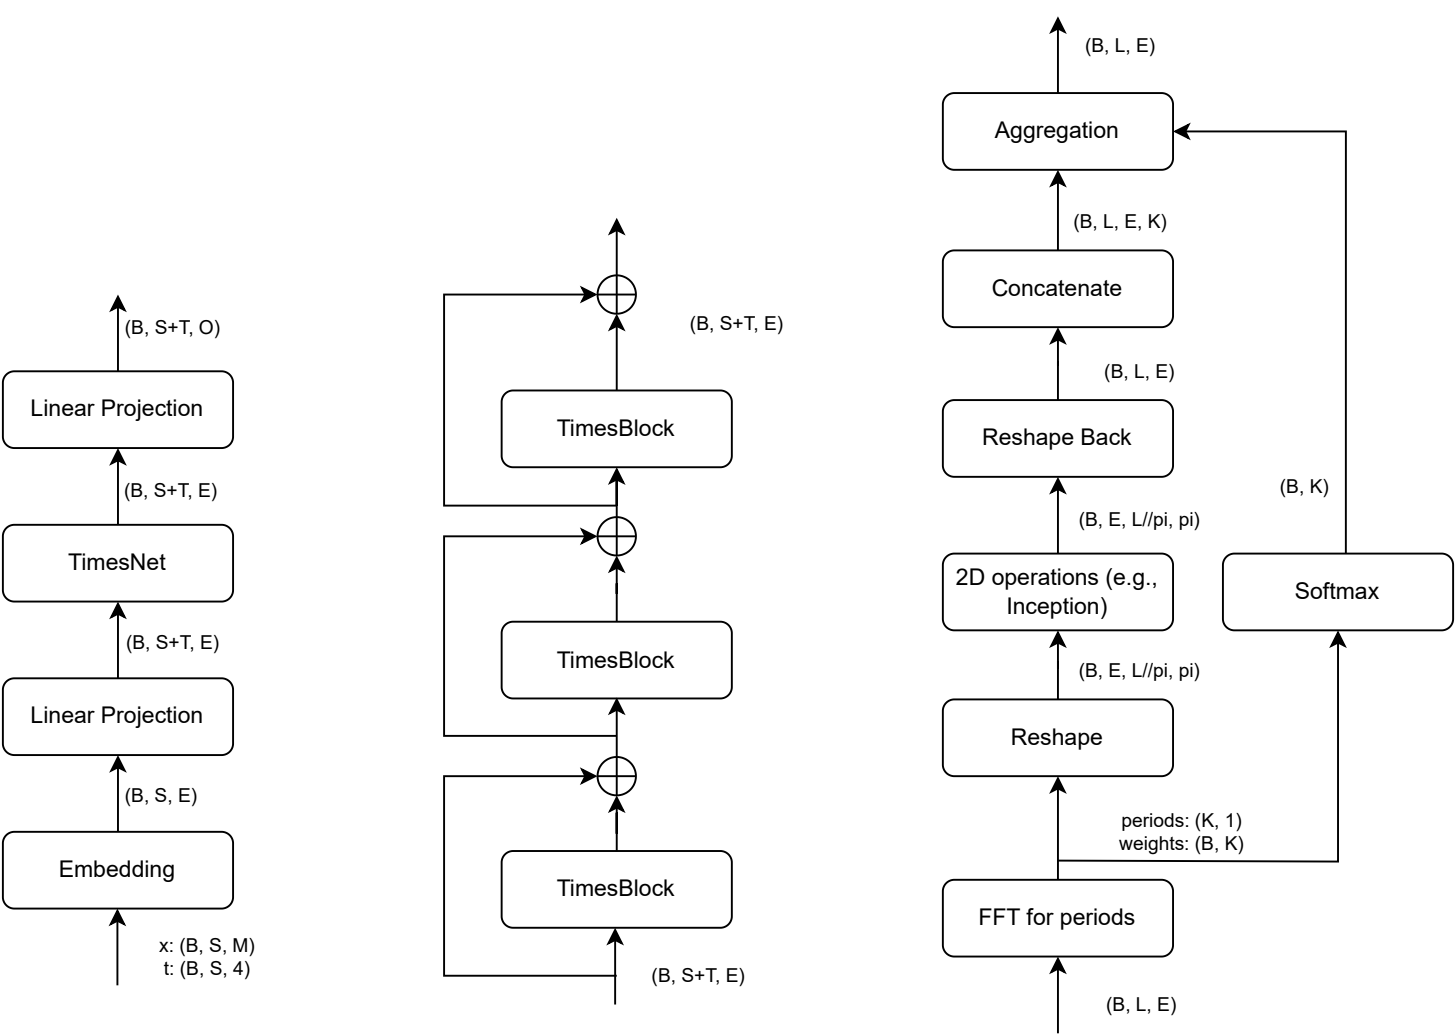 (B, S+T, O)
Linear Projection
(B, S+T, E)
TimesNet
(B, S+T, E)
Linear Projection
(B, S, E)
Embedding
x: (B, S, M)
t: (B, S, 4)
(B, S+T, E)
TimesBlock
TimesBlock
TimesBlock
(B, S+T, E)
(B, L, E)
Aggregation
(B, L, E, K)
Concatenate
(B, L, E)
Reshape Back
(B, K)
(B, E, L//pi, pi)
2D operations (e.g.,
Inception)
Softmax
(B, E, L//pi, pi)
Reshape
periods: (K, 1)
weights: (B, K)
FFT for periods
(B, L, E)